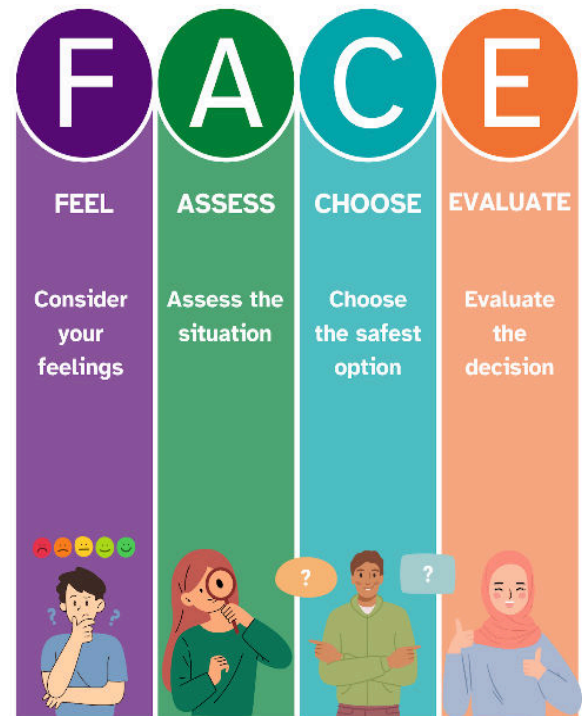 F A C E
FEEL ASSESS CHOOSE EVALUATE
Consider
your
feelings
Assess the
situation
Choose
the safest
option
Evaluate
the
decision
? ?
? ?